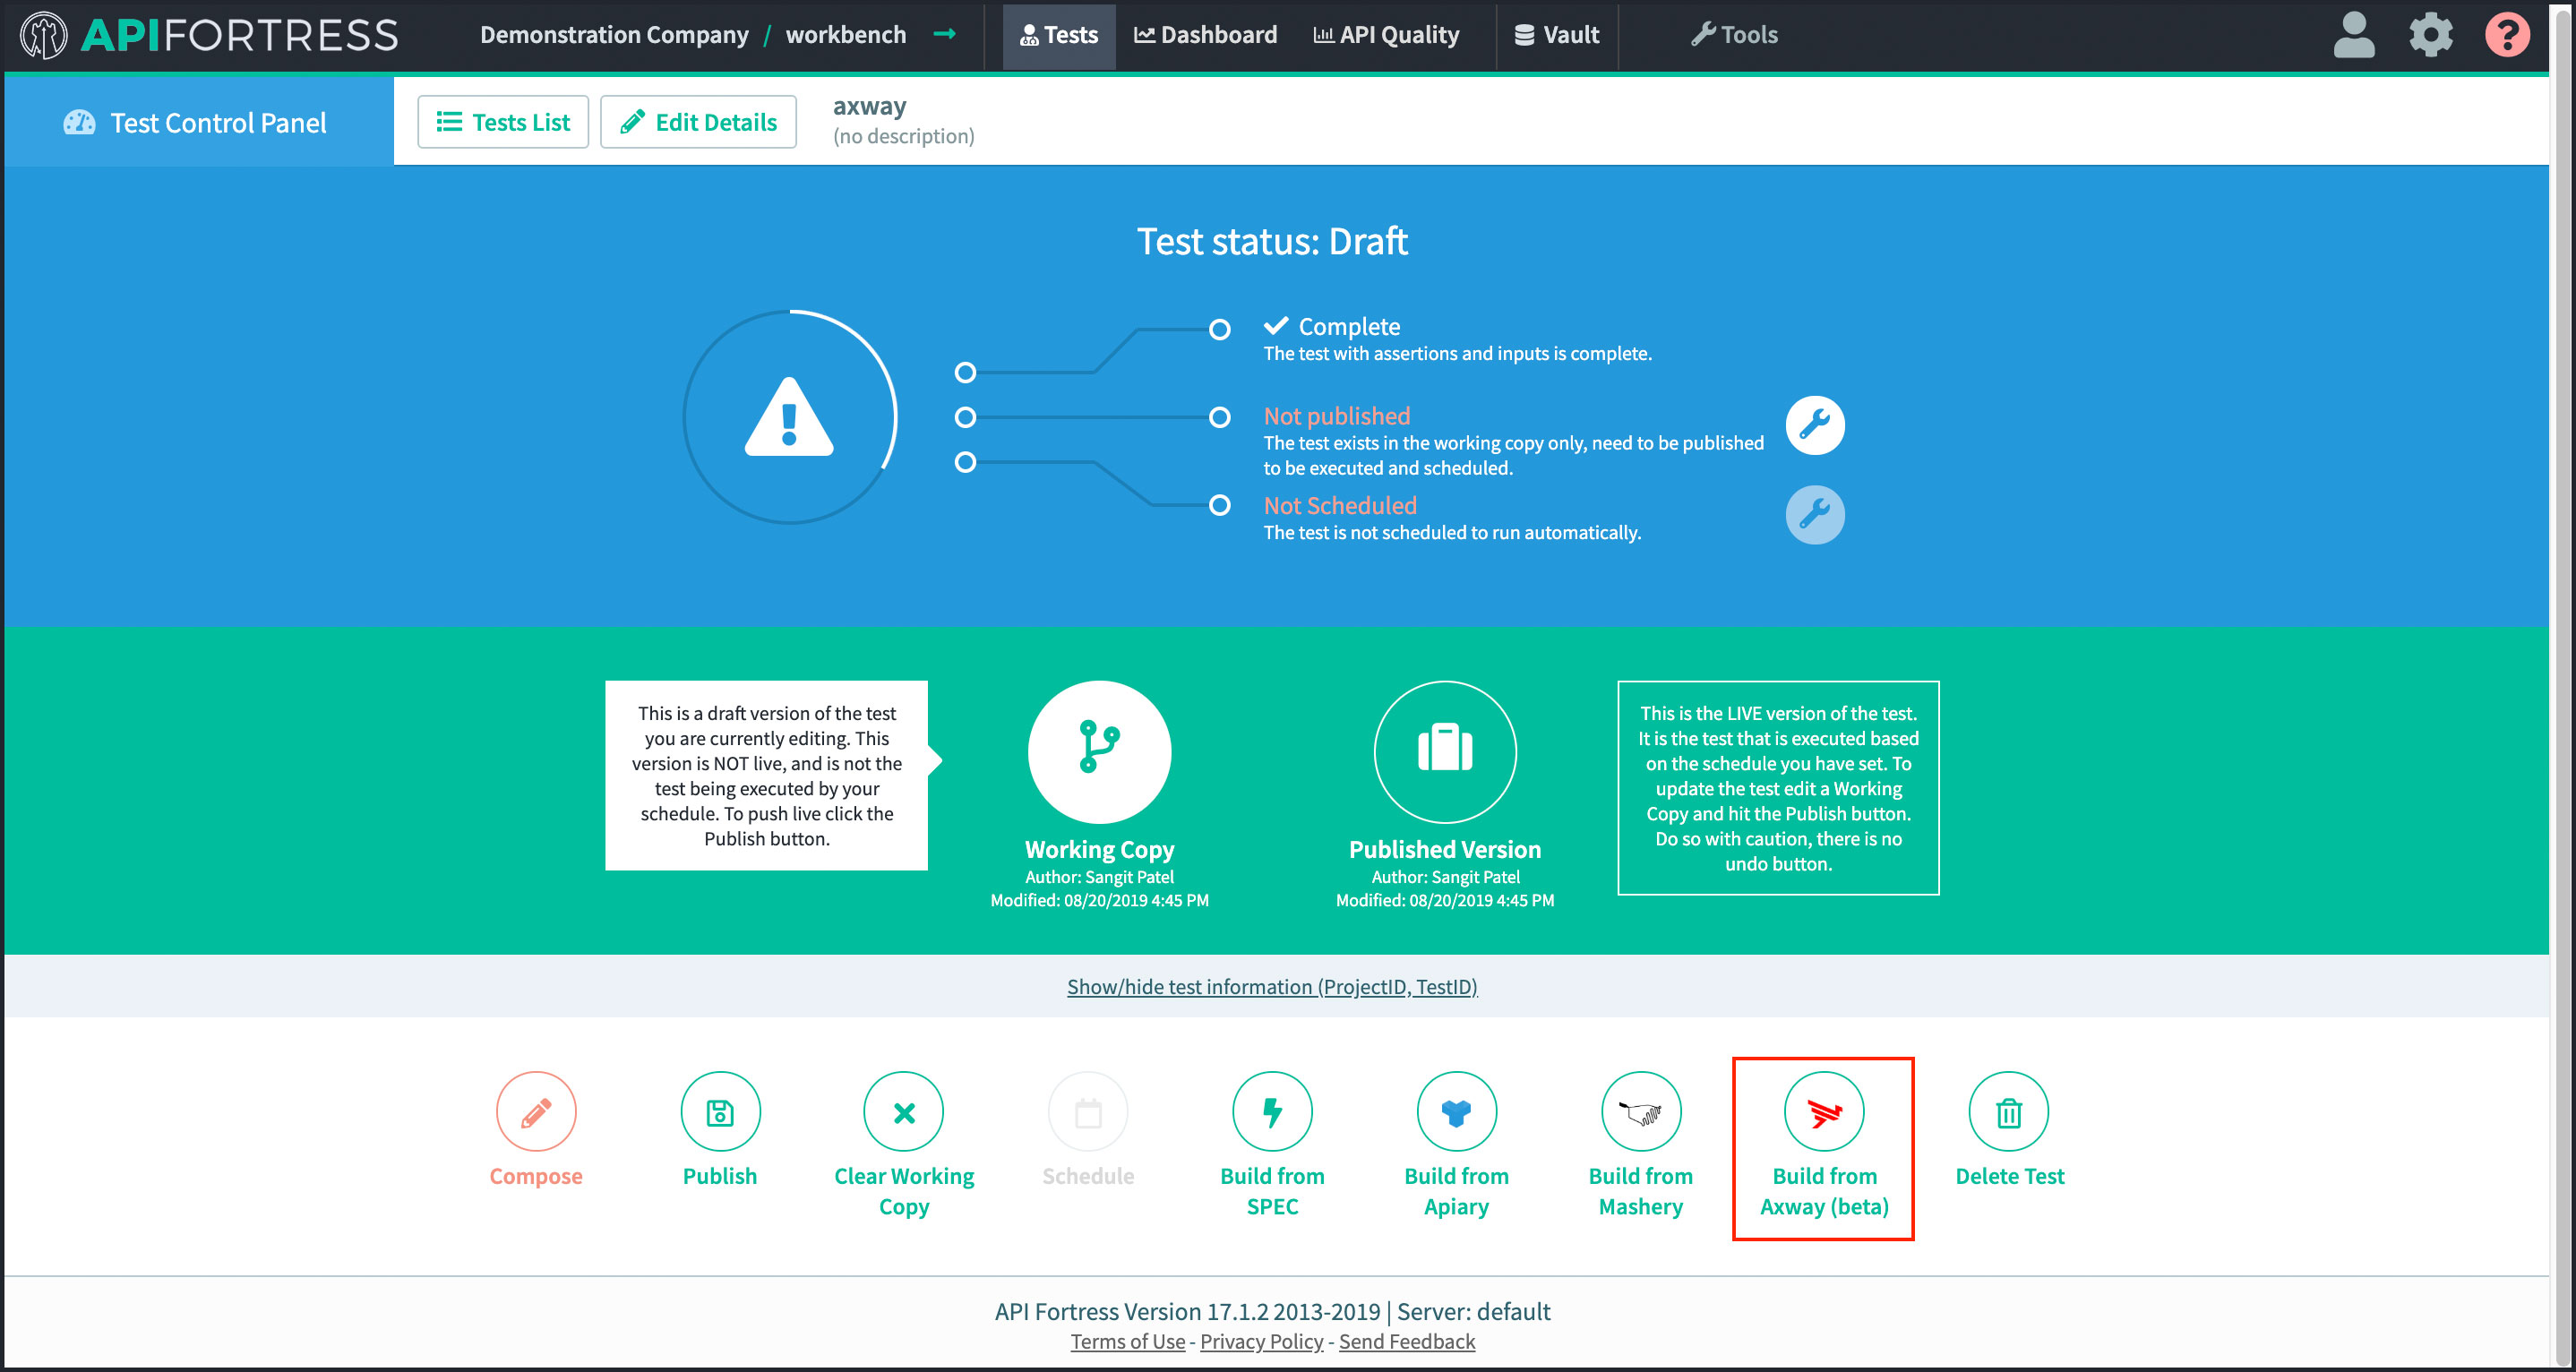 APIFORTRESS
Demonstration Company / workbench
Tests
Dashboard
API Quality
Vault
Tools
?
Test Control Panel
Tests List
Edit Details
axway
(no description)
Test status: Draft
Complete
The test with assertions and inputs is complete.
Not published
The test exists in the working copy only, need to be published
to be executed and scheduled.
Not Scheduled
The test is not scheduled to run automatically.
This is a draft version of the test
you are currently editing. This
version is NOT live, and is not the
test being executed by your
schedule. To push live click the
Publish button.
Working Copy
Author: Sangit Patel
Modified: 08/20/2019 4:45 PM
Published Version
Author: Sangit Patel
Modified: 08/20/2019 4:45 PM
This is the LIVE version of the test.
It is the test that is executed based
on the schedule you have set. To
update the test edit a Working
Copy and hit the Publish button.
Do so with caution, there is no
undo button.
Show/hide test information (ProjectID, TestID)
Compose
Publish
Clear Working
Copy
Schedule
Build from
SPEC
Build from
Apiary
Build from
Mashery
Build from
Axway (beta)
Delete Test
API Fortress Version 17.1.2 2013-2019 | Server: default
Terms of Use - Privacy Policy - Send Feedback